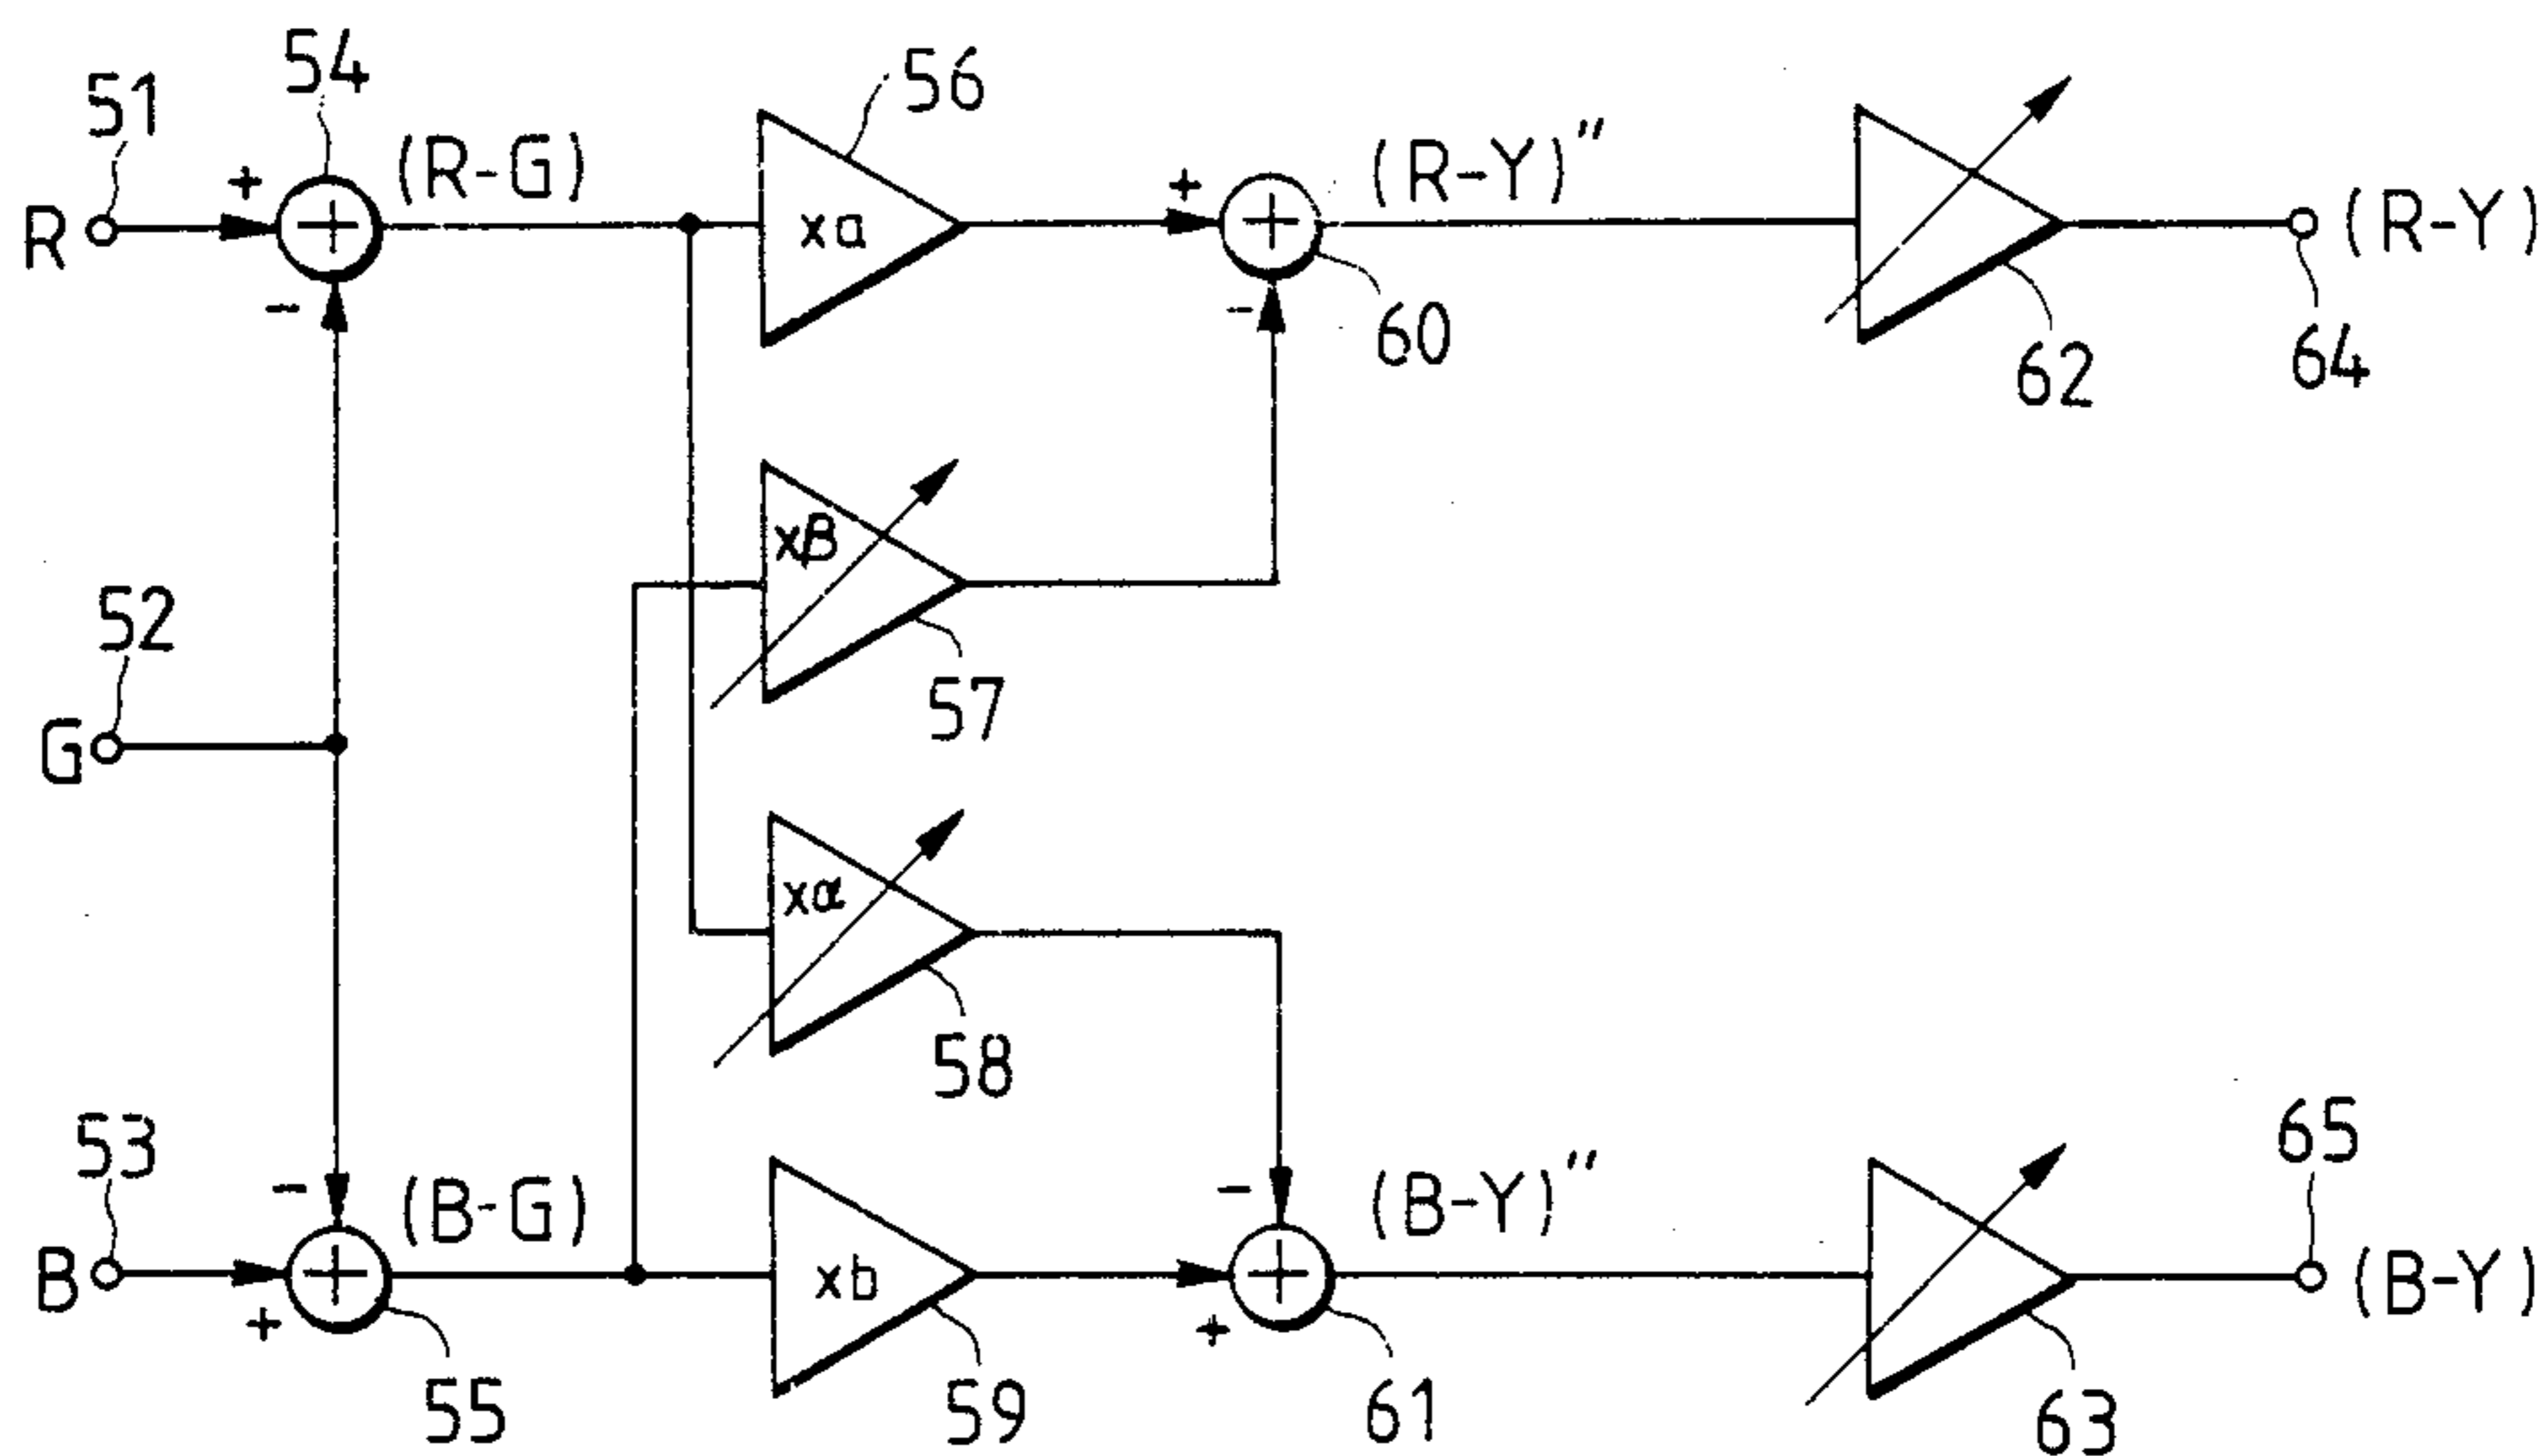 54
51
56
R
+
-
(R-G)
xa
+
-
(R-Y)''
60
62
64
(R-Y)
xβ
57
52
G
xα
58
53
B
-
+
(B-G)
55
xb
59
-
+
(B-Y)''
61
63
65
(B-Y)